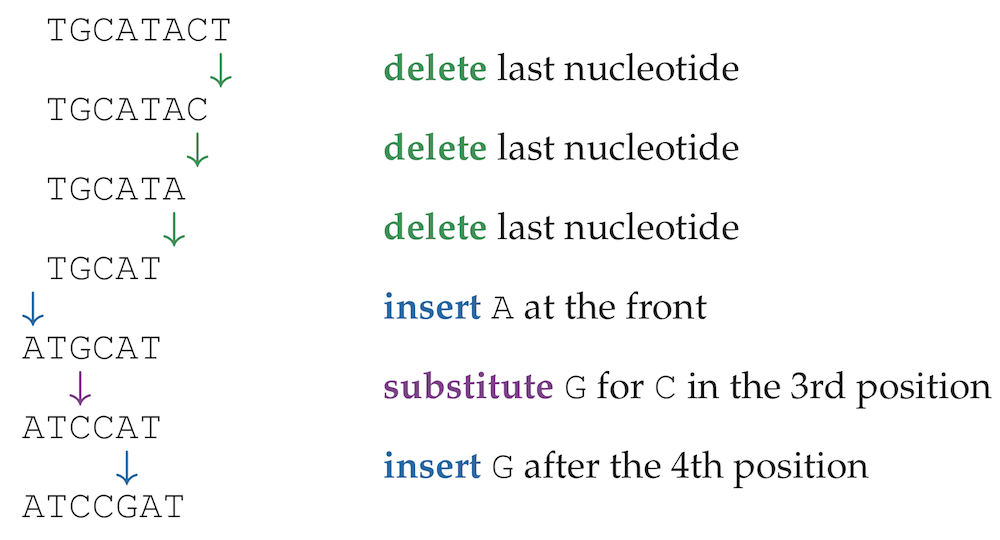 TGCATACT
delete last nucleotide
TGCATAC
delete last nucleotide
TGCATA
delete last nucleotide
TGCAT
insert A at the front
ATGCAT
substitute G for C in the 3rd position
ATCCAT
insert G after the 4th position
ATCCGAT